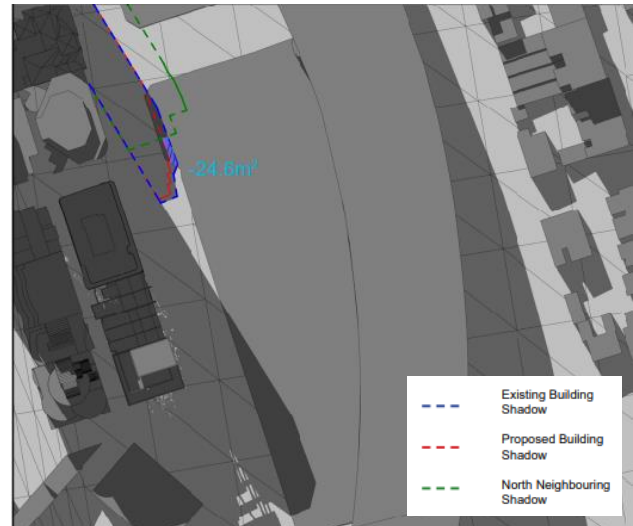 -24.6m²
Existing Building
Shadow
Proposed Building
Shadow
North Neighbouring
Shadow